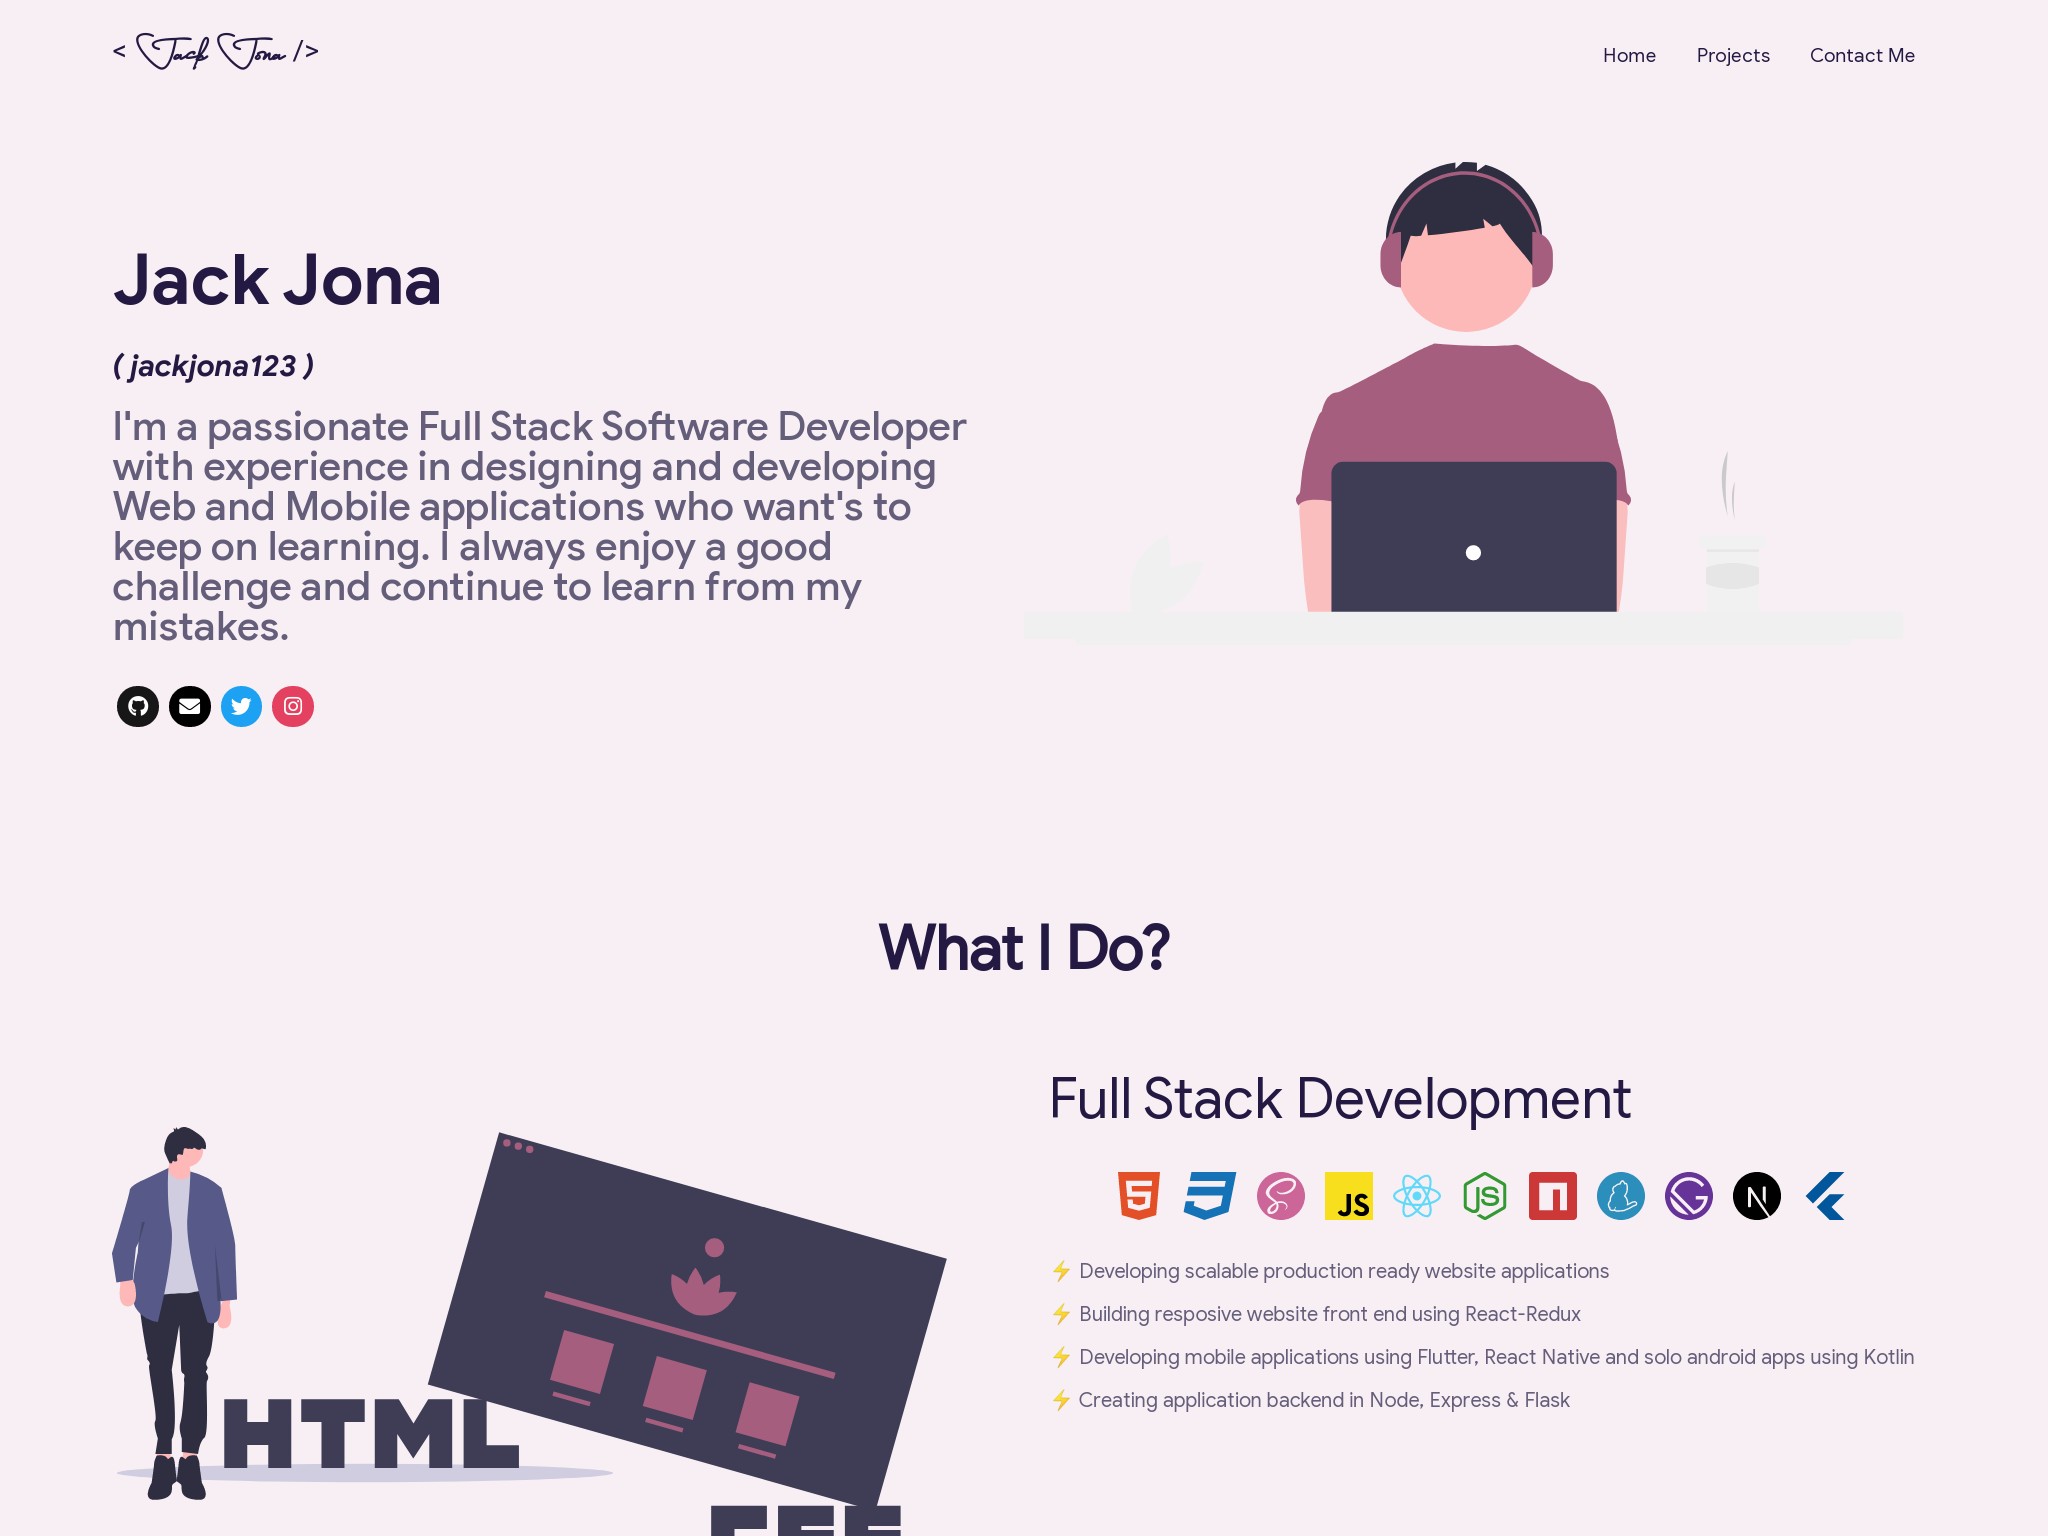 < Jack Jona />
Home Projects Contact Me
Jack Jona
( jackjona123 )
I'm a passionate Full Stack Software Developer
with experience in designing and developing
Web and Mobile applications who want's to
keep on learning. I always enjoy a good
challenge and continue to learn from my
mistakes.
What I Do?
Full Stack Development
5
JS
JS
n
G
N
⚡ Developing scalable production ready website applications
⚡ Building resposive website front end using React-Redux
⚡ Developing mobile applications using Flutter, React Native and solo android apps using Kotlin
⚡ Creating application backend in Node, Express & Flask
HTML